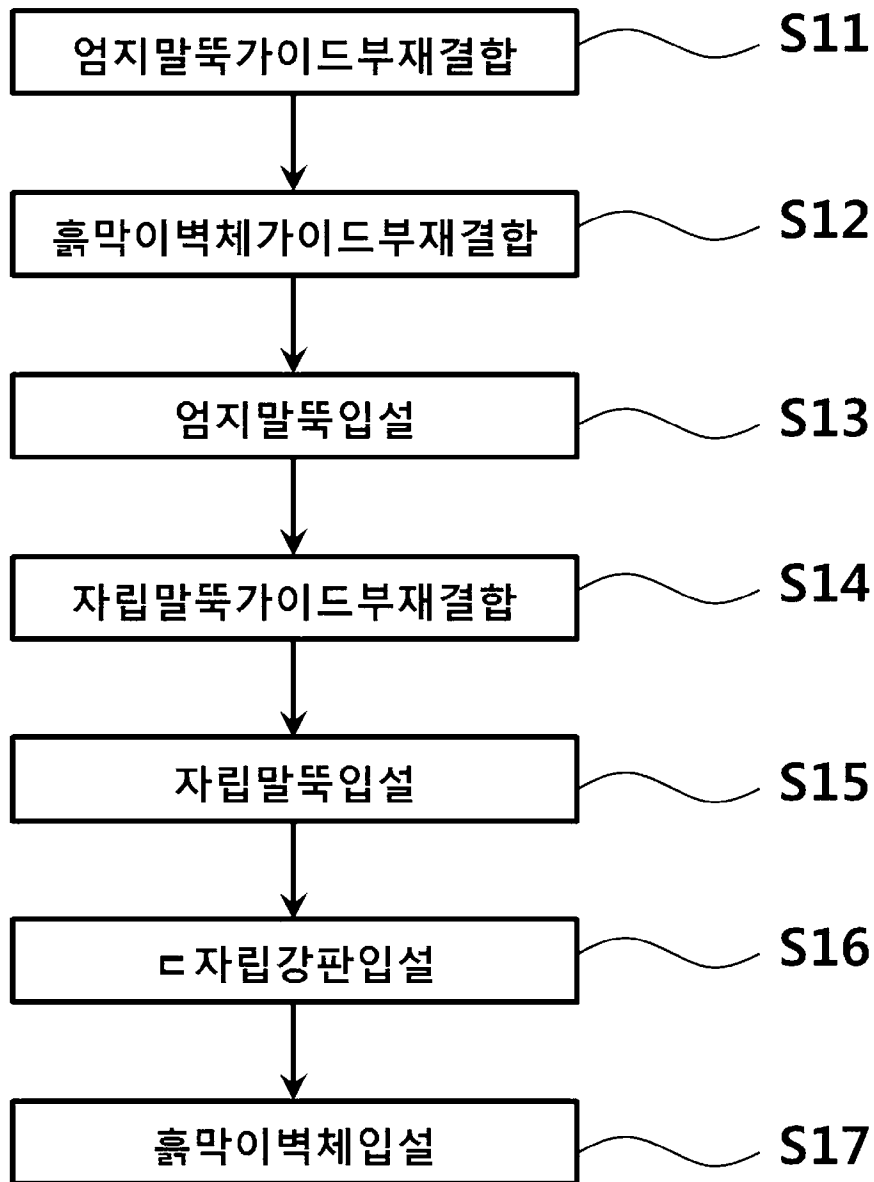 엄지말뚝가이드부재결합 S11
흙막이벽체가이드부재결합 S12
엄지말뚝입설 S13
자립말뚝가이드부재결합 S14
자립말뚝입설 S15
ㄷ자립강판입설 S16
흙막이벽체입설 S17